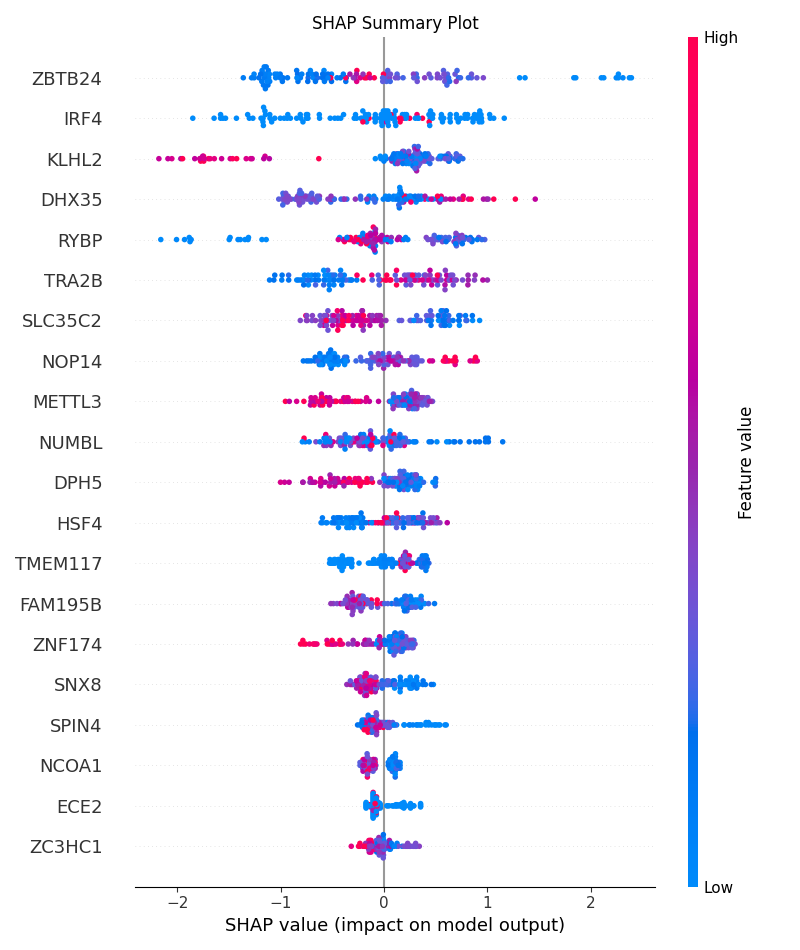 SHAP Summary Plot
High
ZBTB24
IRF4
KLHL2
DHX35
RYBP
TRA2B
SLC35C2
NOP14
METTL3
NUMBL
DPH5
HSF4
TMEM117
FAM195B
ZNF174
SNX8
SPIN4
NCOA1
ECE2
ZC3HC1
Feature value
Low
−2 −1 0 1 2
SHAP value (impact on model output)